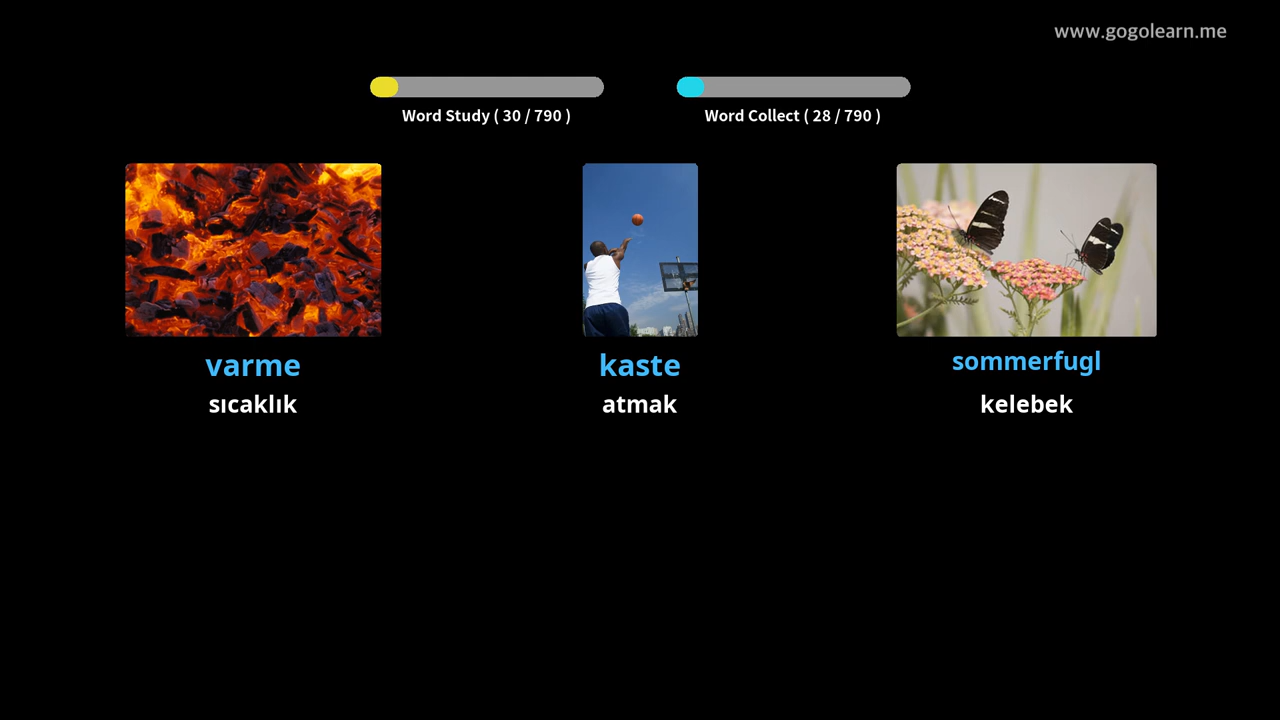 www.gogolearn.me
Word Study ( 30 / 790 )
Word Collect ( 28 / 790 )
varme
sıcaklık
kaste
atmak
sommerfugl
kelebek